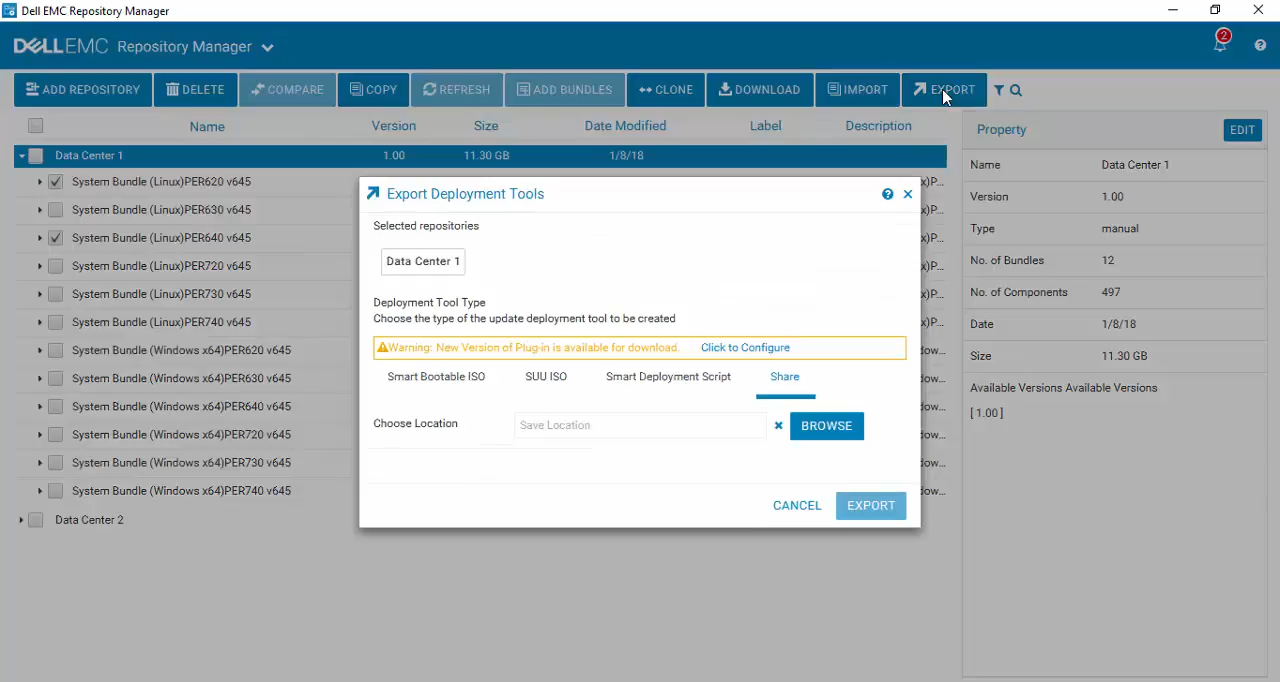 Dell EMC Repository Manager
DELLEMC Repository Manager
2
ADD REPOSITORY DELETE COMPARE COPY REFRESH ADD BUNDLES CLONE DOWNLOAD IMPORT EXPORT
Name Version Size Date Modified Label Description
Data Center 1 1.00 11.30 GB 1/8/18
System Bundle (Linux)PER620 v645 x)P...
System Bundle (Linux)PER630 v645 x)P...
System Bundle (Linux)PER640 v645 x)P...
System Bundle (Linux)PER720 v645 x)P...
System Bundle (Linux)PER730 v645 x)P...
System Bundle (Linux)PER740 v645 x)P...
System Bundle (Windows x64)PER620 v645 dow...
System Bundle (Windows x64)PER630 v645 dow...
System Bundle (Windows x64)PER640 v645 dow...
System Bundle (Windows x64)PER720 v645 dow...
System Bundle (Windows x64)PER730 v645 dow...
System Bundle (Windows x64)PER740 v645 dow...
Data Center 2
Export Deployment Tools
Selected repositories
Data Center 1
Deployment Tool Type
Choose the type of the update deployment tool to be created
Warning: New Version of Plug-in is available for download. Click to Configure
Smart Bootable ISO SUU ISO Smart Deployment Script Share
Choose Location Save Location BROWSE
CANCEL EXPORT
Property EDIT
Name Data Center 1
Version 1.00
Type manual
No. of Bundles 12
No. of Components 497
Date 1/8/18
Size 11.30 GB
Available Versions Available Versions
[ 1.00 ]